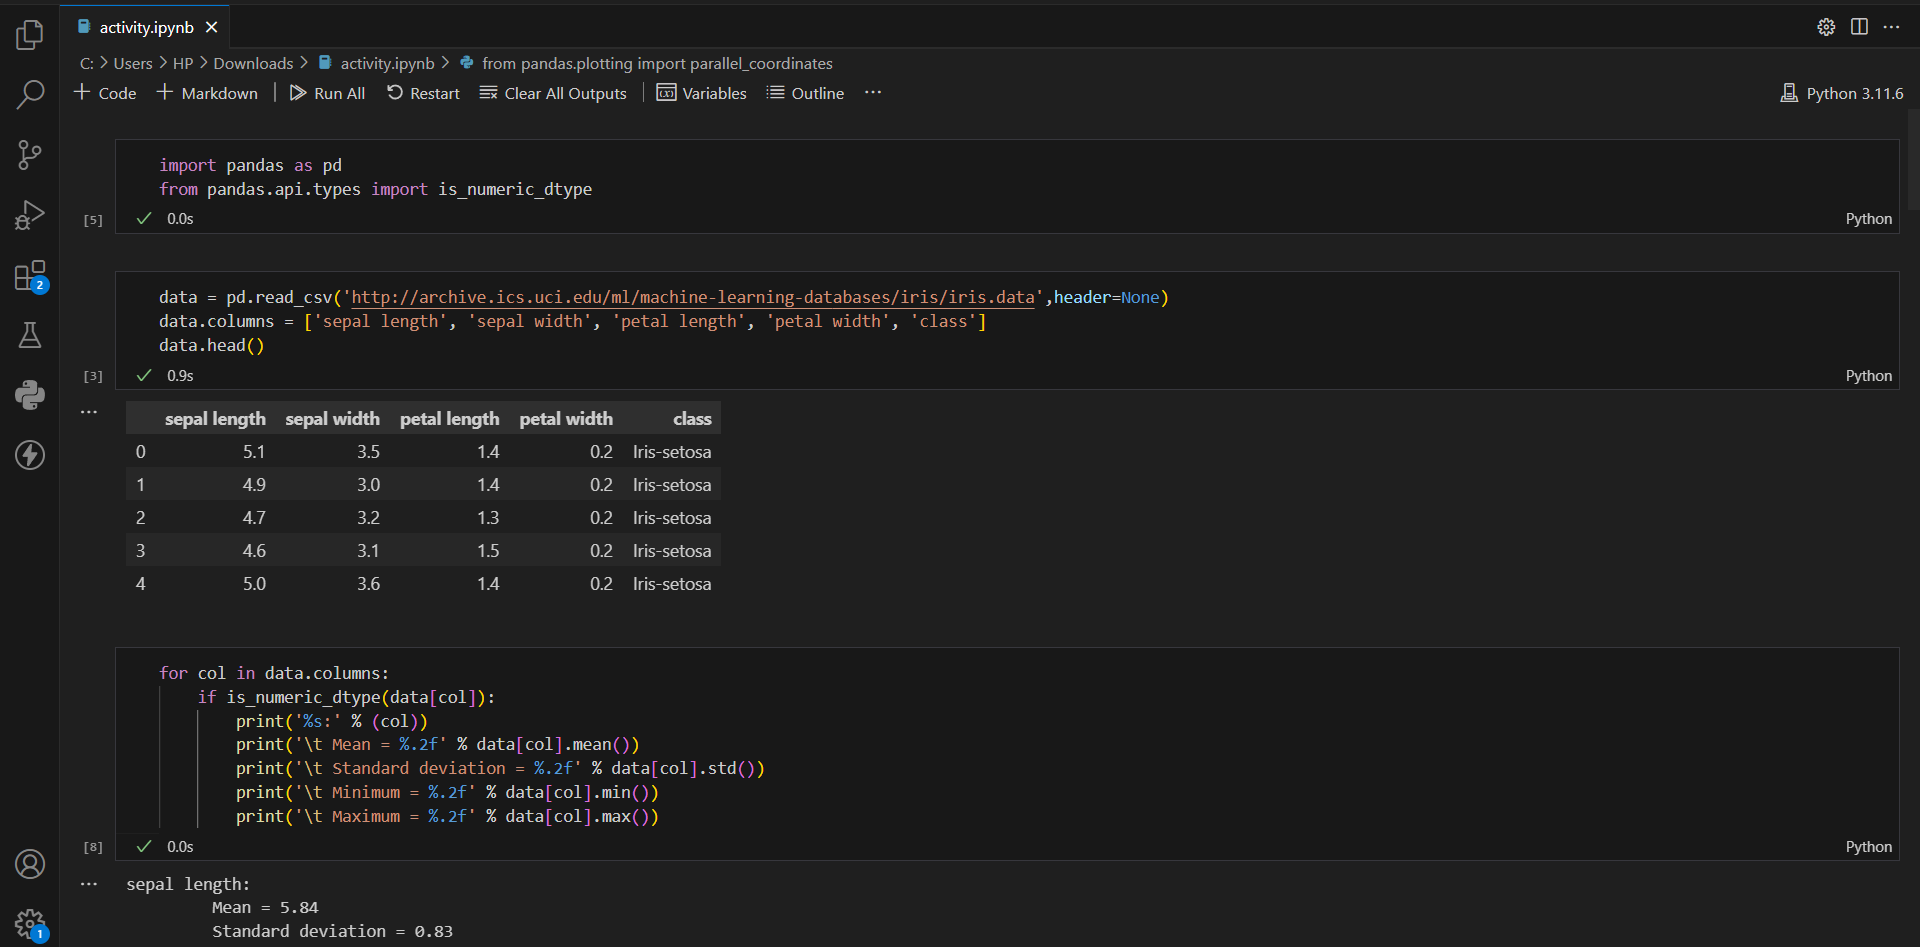 activity.ipynb
C: > Users > HP > Downloads > activity.ipynb > from pandas.plotting import parallel_coordinates
+ Code + Markdown | Run All Restart Clear All Outputs | Variables Outline ...
Python 3.11.6
import pandas as pd
from pandas.api.types import is_numeric_dtype
[5] 0.0s Python
data = pd.read_csv('http://archive.ics.uci.edu/ml/machine-learning-databases/iris/iris.data',header=None)
data.columns = ['sepal length', 'sepal width', 'petal length', 'petal width', 'class']
data.head()
[3] 0.9s Python
sepal length sepal width petal length petal width class
0 5.1 3.5 1.4 0.2 Iris-setosa
1 4.9 3.0 1.4 0.2 Iris-setosa
2 4.7 3.2 1.3 0.2 Iris-setosa
3 4.6 3.1 1.5 0.2 Iris-setosa
4 5.0 3.6 1.4 0.2 Iris-setosa
for col in data.columns:
    if is_numeric_dtype(data[col]):
        print('%s:' % (col))
        print('\t Mean = %.2f' % data[col].mean())
        print('\t Standard deviation = %.2f' % data[col].std())
        print('\t Minimum = %.2f' % data[col].min())
        print('\t Maximum = %.2f' % data[col].max())
[8] 0.0s Python
sepal length:
Mean = 5.84
Standard deviation = 0.83
2
1